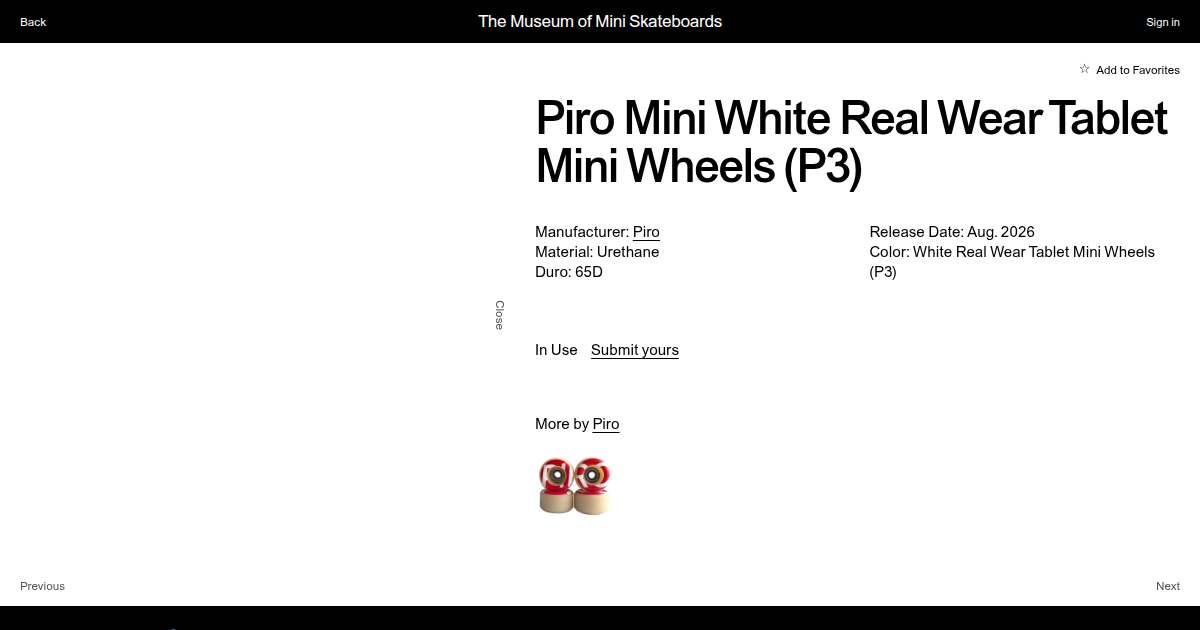 Back
The Museum of Mini Skateboards
Sign in
☆ Add to Favorites
Piro Mini White Real Wear Tablet
Mini Wheels (P3)
Manufacturer: Piro
Material: Urethane
Duro: 65D
Release Date: Aug. 2026
Color: White Real Wear Tablet Mini Wheels
(P3)
Close
In Use Submit yours
More by Piro
Previous
Next